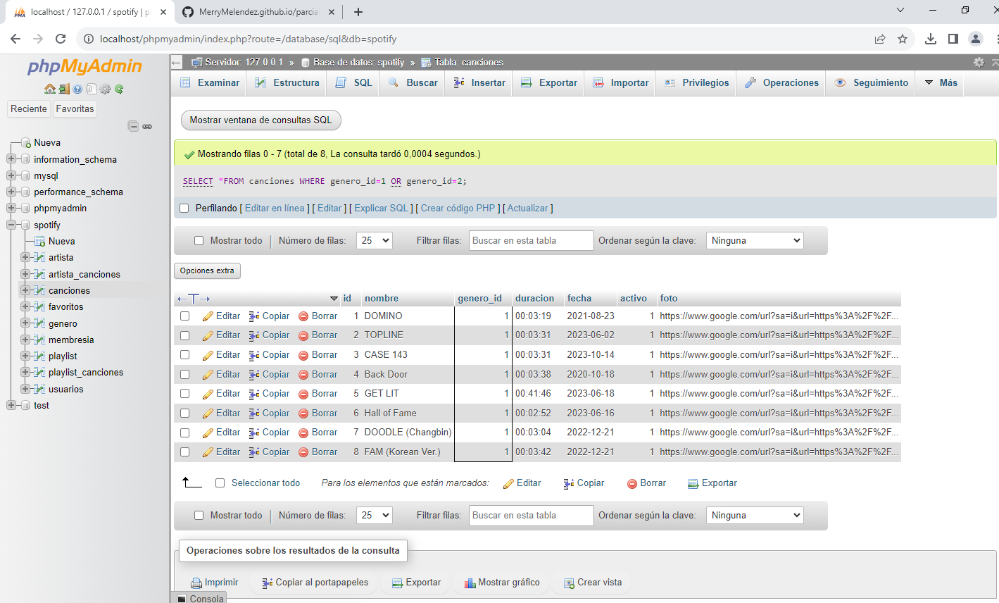 localhost / 127.0.0.1 / spotify | p
MerryMelendez.github.io/parcial
localhost/phpmyadmin/index.php?route=/database/sql&db=spotify
phpMyAdmin
Reciente Favoritas
Nueva
information_schema
mysql
performance_schema
phpmyadmin
spotify
Nueva
artista
artista_canciones
canciones
favoritos
genero
membresia
playlist
playlist_canciones
usuarios
test
Servidor: 127.0.0.1 » Base de datos: spotify » Tabla: canciones
Examinar Estructura SQL Buscar Insertar Exportar Importar Privilegios Operaciones Seguimiento Más
Mostrar ventana de consultas SQL
Mostrando filas 0 - 7 (total de 8, La consulta tardó 0,0004 segundos.)
SELECT *FROM canciones WHERE genero_id=1 OR genero_id=2;
Perfilando [ Editar en línea ] [ Editar ] [ Explicar SQL ] [ Crear código PHP ] [ Actualizar ]
Mostrar todo | Número de filas: 25 Filtrar filas: Buscar en esta tabla Ordenar según la clave: Ninguna
Opciones extra
id nombre genero_id duracion fecha activo foto
Editar Copiar Borrar 1 DOMINO 1 00:03:19 2021-08-23 1 https://www.google.com/url?sa=i&url=https%3A%2F%2F...
Editar Copiar Borrar 2 TOPLINE 1 00:03:31 2023-06-02 1 https://www.google.com/url?sa=i&url=https%3A%2F%2F...
Editar Copiar Borrar 3 CASE 143 1 00:03:31 2023-10-14 1 https://www.google.com/url?sa=i&url=https%3A%2F%2F...
Editar Copiar Borrar 4 Back Door 1 00:03:38 2020-10-18 1 https://www.google.com/url?sa=i&url=https%3A%2F%2F...
Editar Copiar Borrar 5 GET LIT 1 00:41:46 2023-06-18 1 https://www.google.com/url?sa=i&url=https%3A%2F%2F...
Editar Copiar Borrar 6 Hall of Fame 1 00:02:52 2023-06-16 1 https://www.google.com/url?sa=i&url=https%3A%2F%2F...
Editar Copiar Borrar 7 DOODLE (Changbin) 1 00:03:04 2022-12-21 1 https://www.google.com/url?sa=i&url=https%3A%2F%2F...
Editar Copiar Borrar 8 FAM (Korean Ver.) 1 00:03:42 2022-12-21 1 https://www.google.com/url?sa=i&url=https%3A%2F%2F...
Seleccionar todo Para los elementos que están marcados: Editar Copiar Borrar Exportar
Mostrar todo | Número de filas: 25 Filtrar filas: Buscar en esta tabla Ordenar según la clave: Ninguna
Operaciones sobre los resultados de la consulta
Imprimir Copiar al portapapeles Exportar Mostrar gráfico Crear vista
Consola